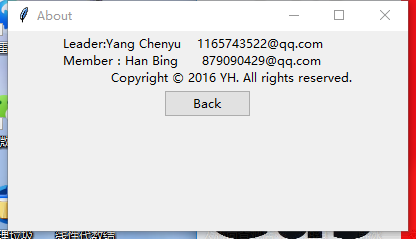 About
Leader:Yang Chenyu 1165743522@qq.com
Member : Han Bing 879090429@qq.com
Copyright © 2016 YH. All rights reserved.
Back